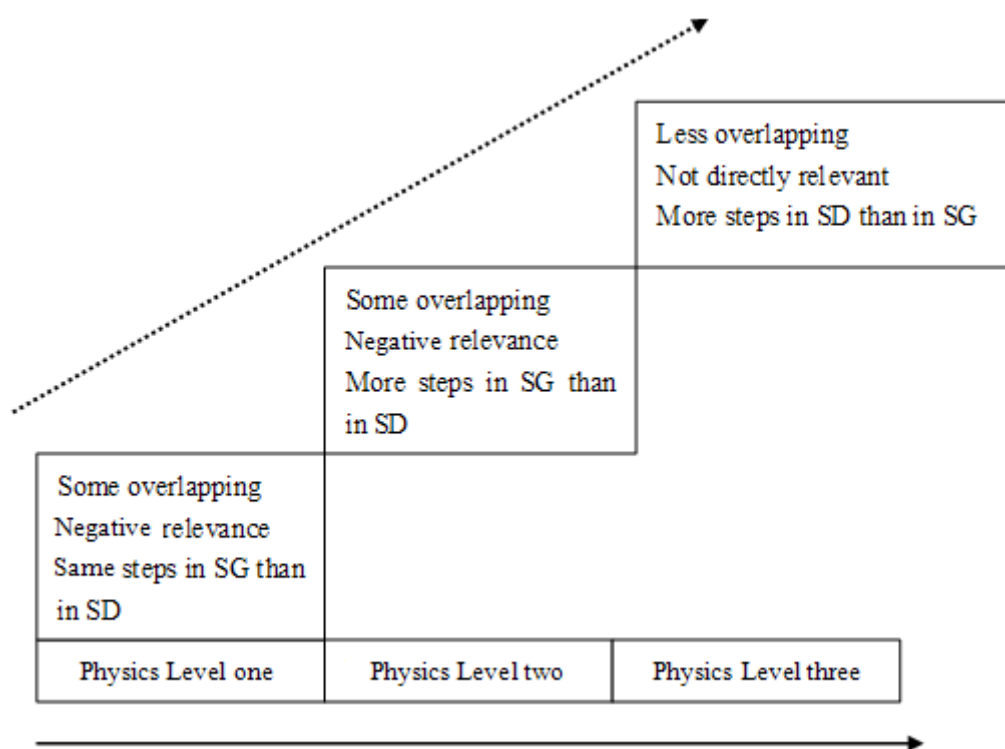 Less overlapping
Not directly relevant
More steps in SD than in SG
Some overlapping
Negative relevance
More steps in SG than
in SD
Some overlapping
Negative relevance
Same steps in SG than
in SD
Physics Level one
Physics Level two
Physics Level three